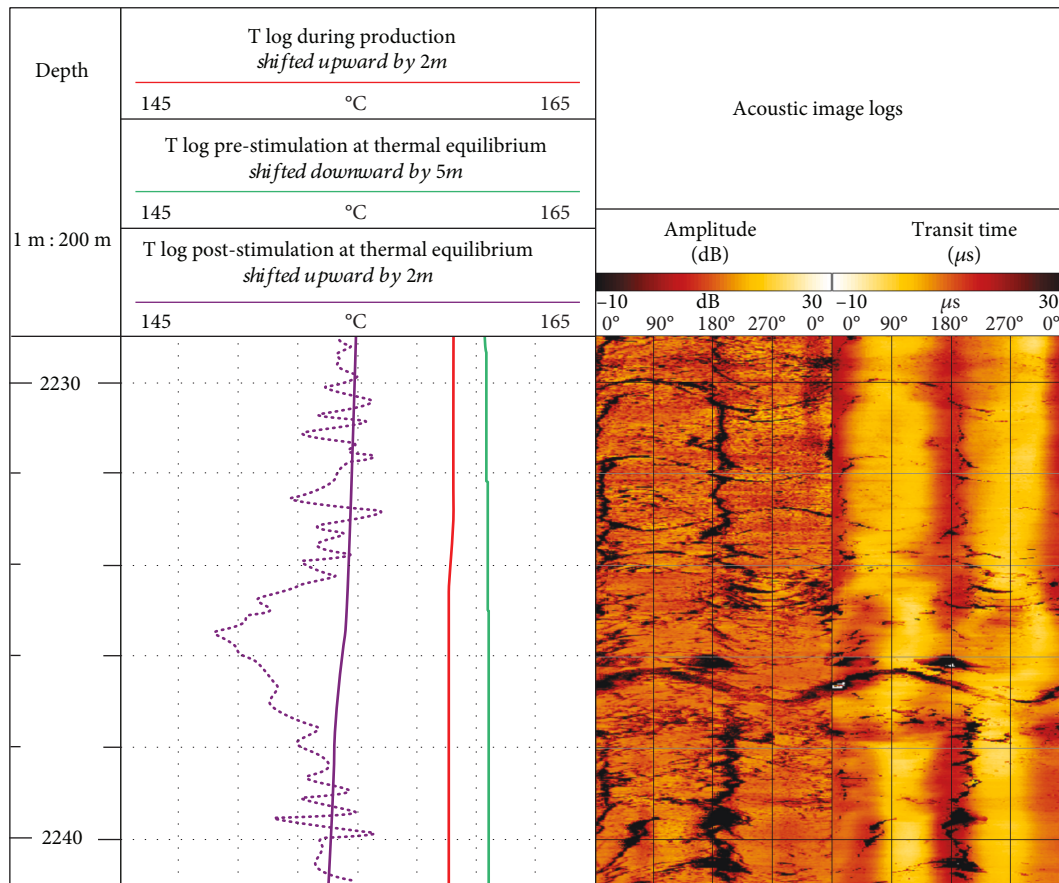 Depth
1 m : 200 m
T log during production
shifted upward by 2m
145 °C 165
T log pre-stimulation at thermal equilibrium
shifted downward by 5m
145 °C 165
T log post-stimulation at thermal equilibrium
shifted upward by 2m
145 °C 165
Acoustic image logs
Amplitude
(dB)
Transit time
(μs)
−10 dB 30 −10 μs 30
0° 90° 180° 270° 0° 0° 90° 180° 270° 0°
2230
2240